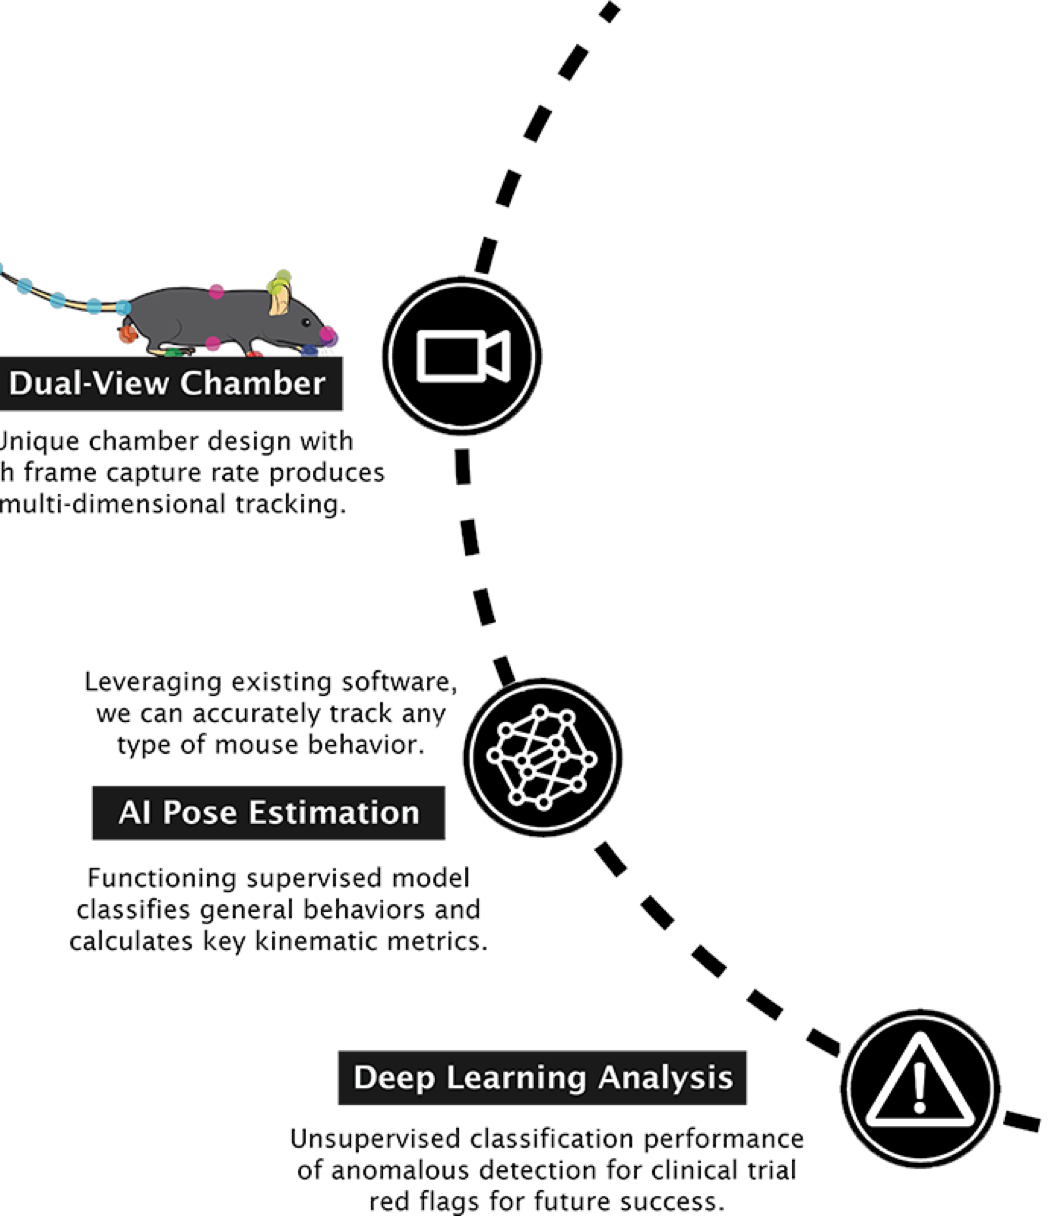 Dual-View Chamber
Unique chamber design with
h frame capture rate produces
multi-dimensional tracking.
Leveraging existing software,
we can accurately track any
type of mouse behavior.
AI Pose Estimation
Functioning supervised model
classifies general behaviors and
calculates key kinematic metrics.
Deep Learning Analysis
Unsupervised classification performance
of anomalous detection for clinical trial
red flags for future success.